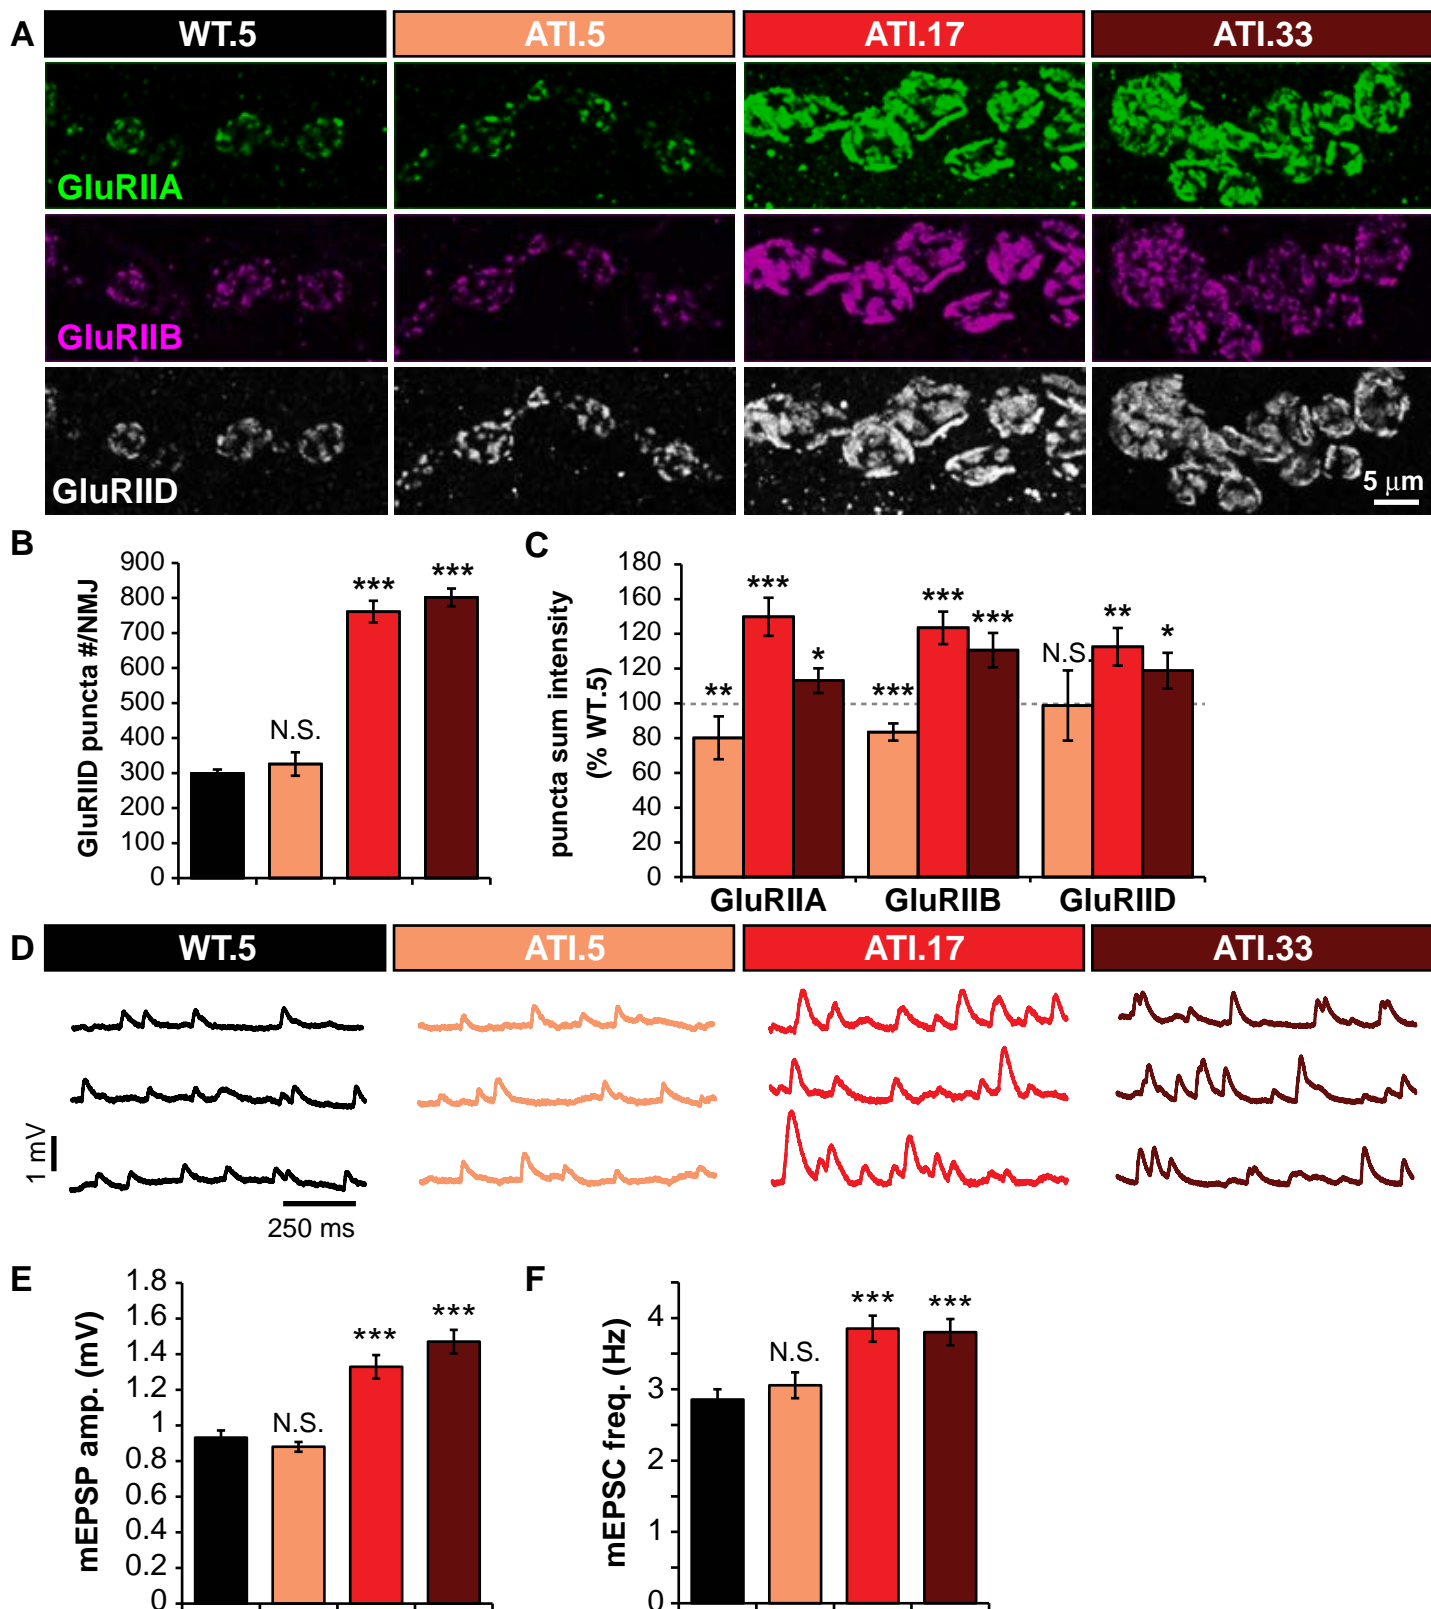 A
WT.5 ATI.5 ATI.17 ATI.33
GluRIIA
GluRIIB
GluRIID
5 μm
B
GluRIID puncta #/NMJ
900
800
700
600
500
400
300
200
100
0
N.S.
***
***
C
puncta sum intensity
(% WT.5)
180
160
120
120
100
80
60
40
20
0
**
***
*
***
***
***
N.S.
**
*
GluRIIA GluRIIB GluRIID
D
WT.5 ATI.5 ATI.17 ATI.33
1 mV
250 ms
E
mEPSP amp. (mV)
1.8
1.6
1.4
1.2
1
0.8
0.6
0.4
0.2
0
N.S.
***
***
F
mEPSC freq. (Hz)
4
3
2
1
0
N.S.
***
***